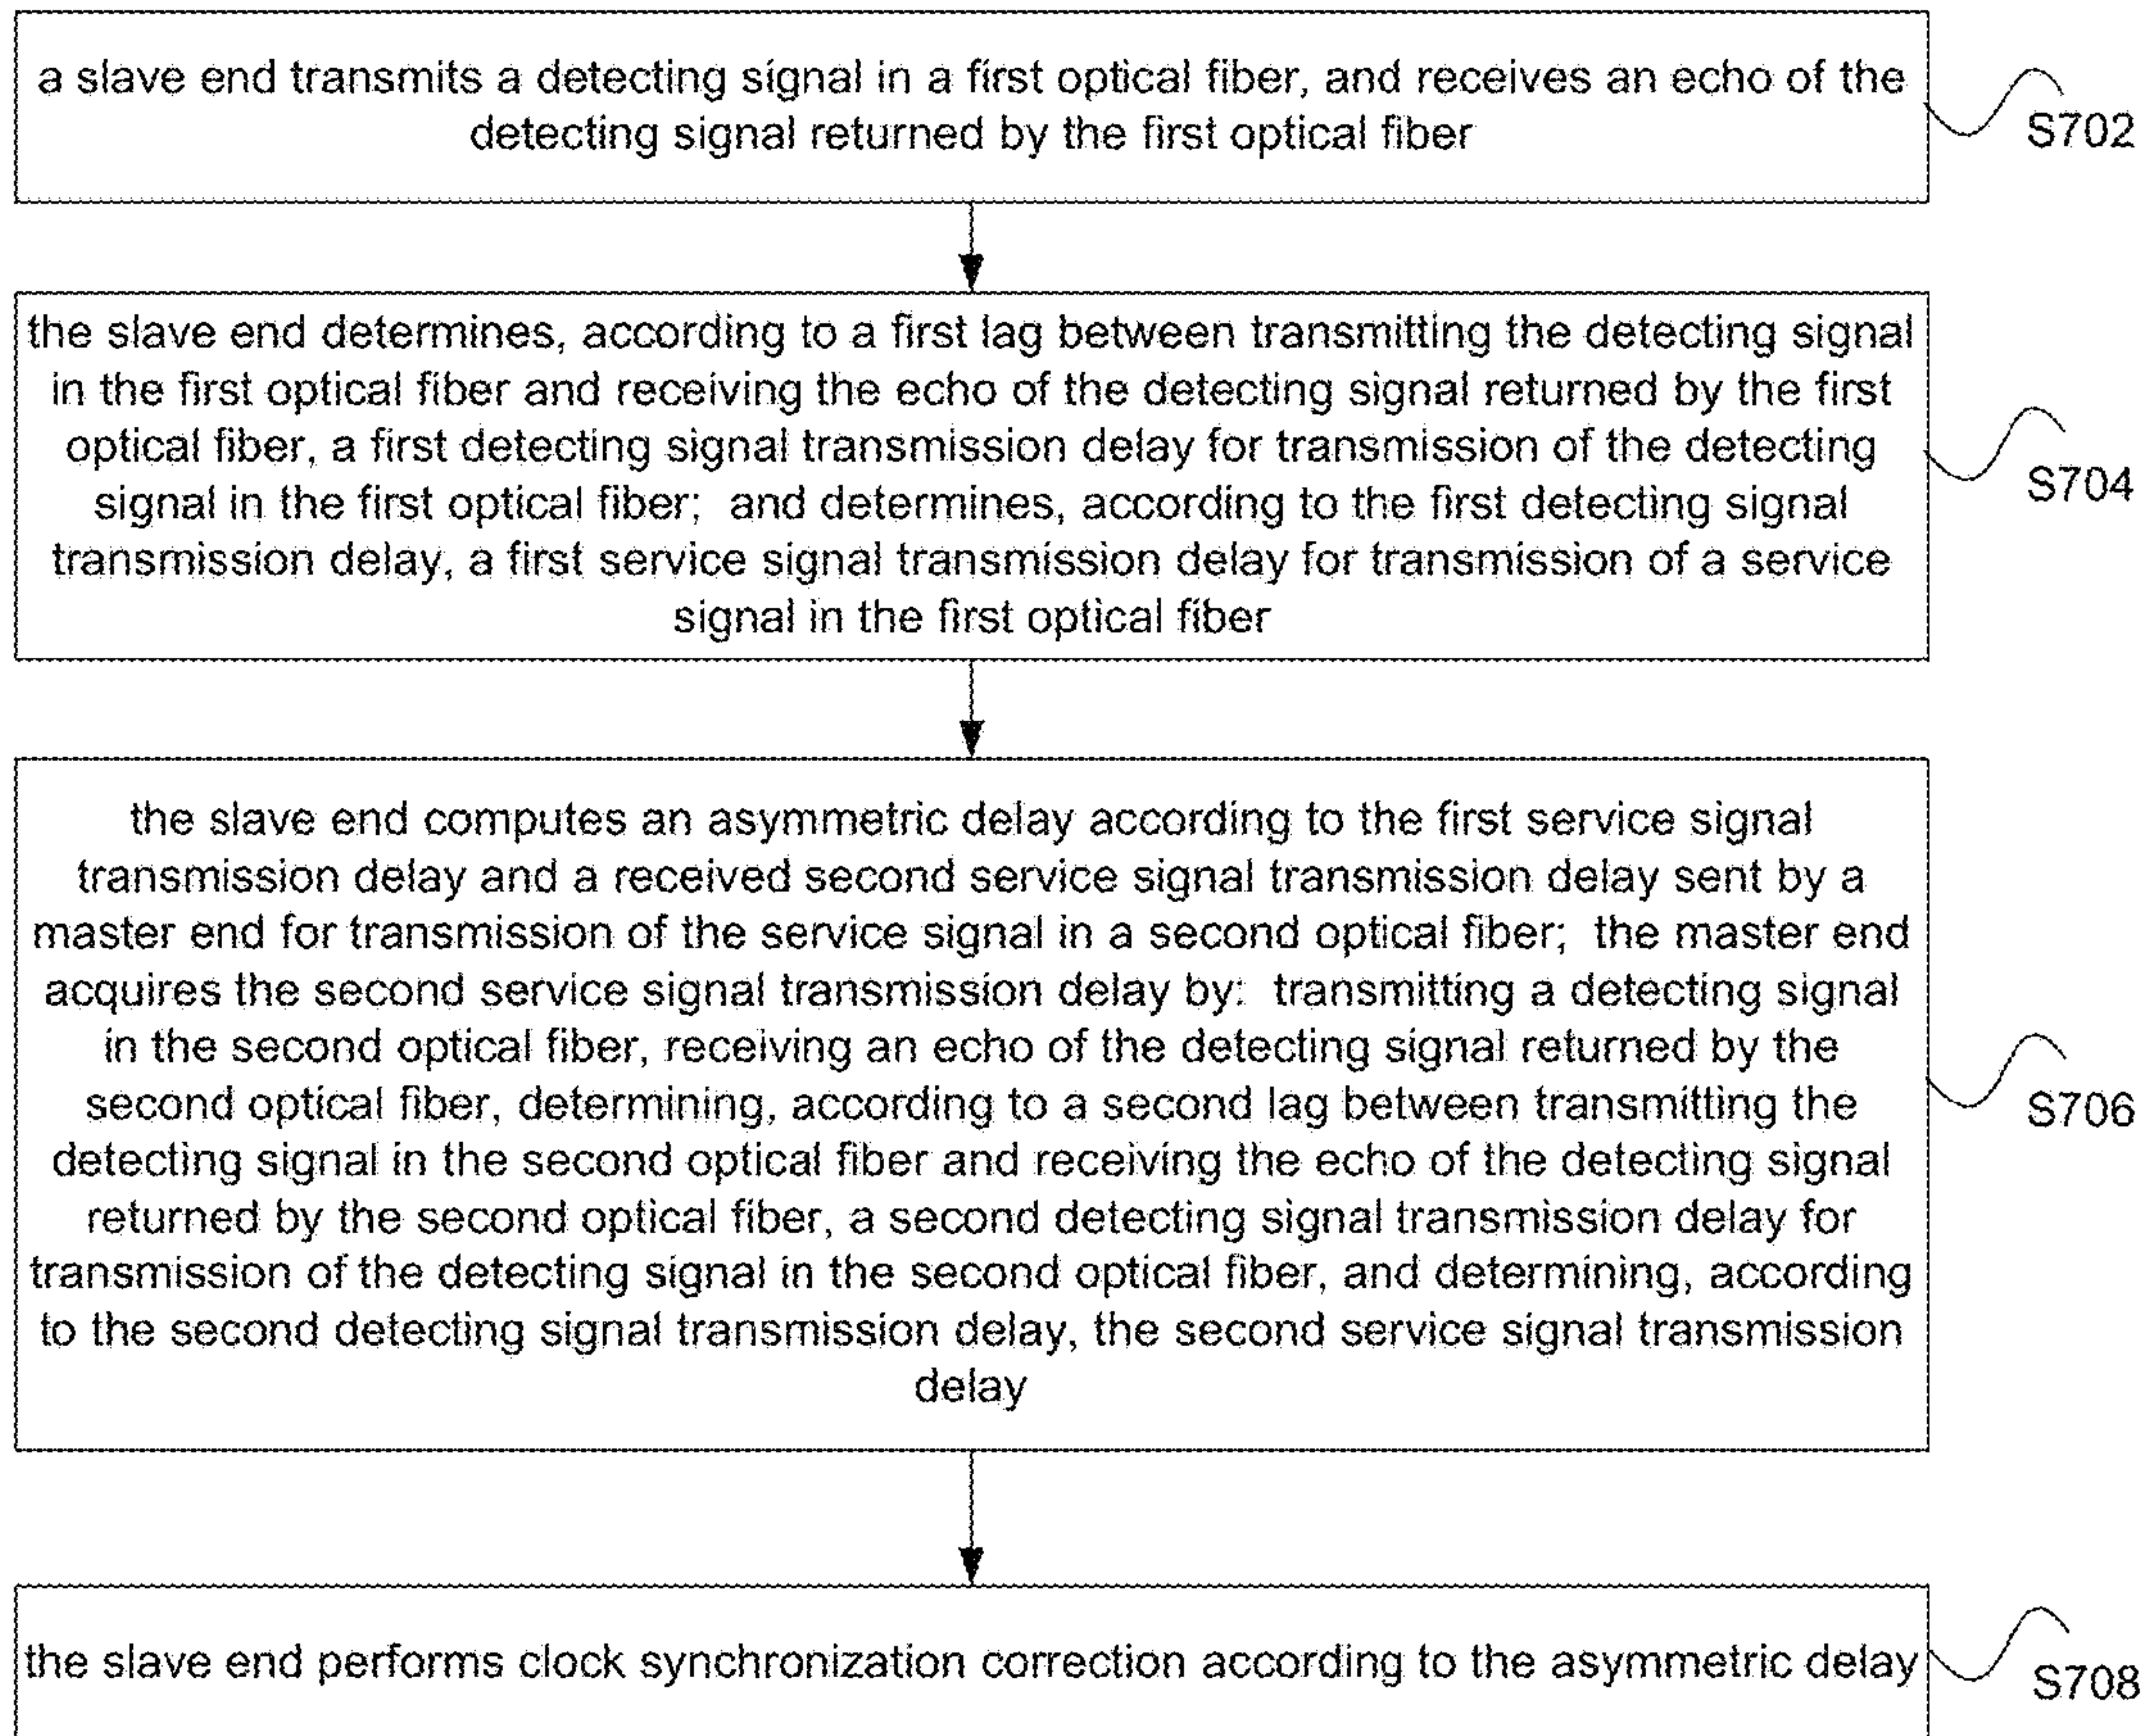 a slave end transmits a detecting signal in a first optical fiber, and receives an echo of the
detecting signal returned by the first optical fiber
S702
the slave end determines, according to a first lag between transmitting the detecting signal
in the first optical fiber and receiving the echo of the detecting signal returned by the first
optical fiber, a first detecting signal transmission delay for transmission of the detecting
signal in the first optical fiber; and determines, according to the first detecting signal
transmission delay, a first service signal transmission delay for transmission of a service
signal in the first optical fiber
S704
the slave end computes an asymmetric delay according to the first service signal
transmission delay and a received second service signal transmission delay sent by a
master end for transmission of the service signal in a second optical fiber; the master end
acquires the second service signal transmission delay by: transmitting a detecting signal
in the second optical fiber, receiving an echo of the detecting signal returned by the
second optical fiber, determining, according to a second lag between transmitting the
detecting signal in the second optical fiber and receiving the echo of the detecting signal
returned by the second optical fiber, a second detecting signal transmission delay for
transmission of the detecting signal in the second optical fiber, and determining, according
to the second detecting signal transmission delay, the second service signal transmission
delay
S706
the slave end performs clock synchronization correction according to the asymmetric delay
S708